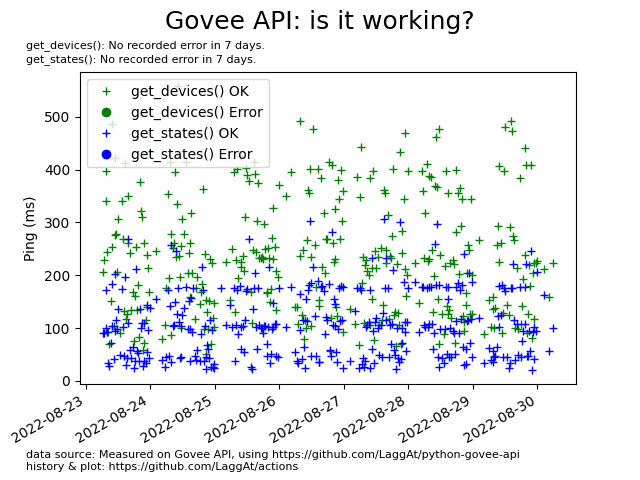 Govee API: is it working?
get_devices(): No recorded error in 7 days.
get_states(): No recorded error in 7 days.
get_devices() OK
get_devices() Error
get_states() OK
get_states() Error
Ping (ms)
500
400
300
200
100
0
2022-08-23
2022-08-24
2022-08-25
2022-08-26
2022-08-27
2022-08-28
2022-08-29
2022-08-30
data source: Measured on Govee API, using https://github.com/LaggAt/python-govee-api
history & plot: https://github.com/LaggAt/actions